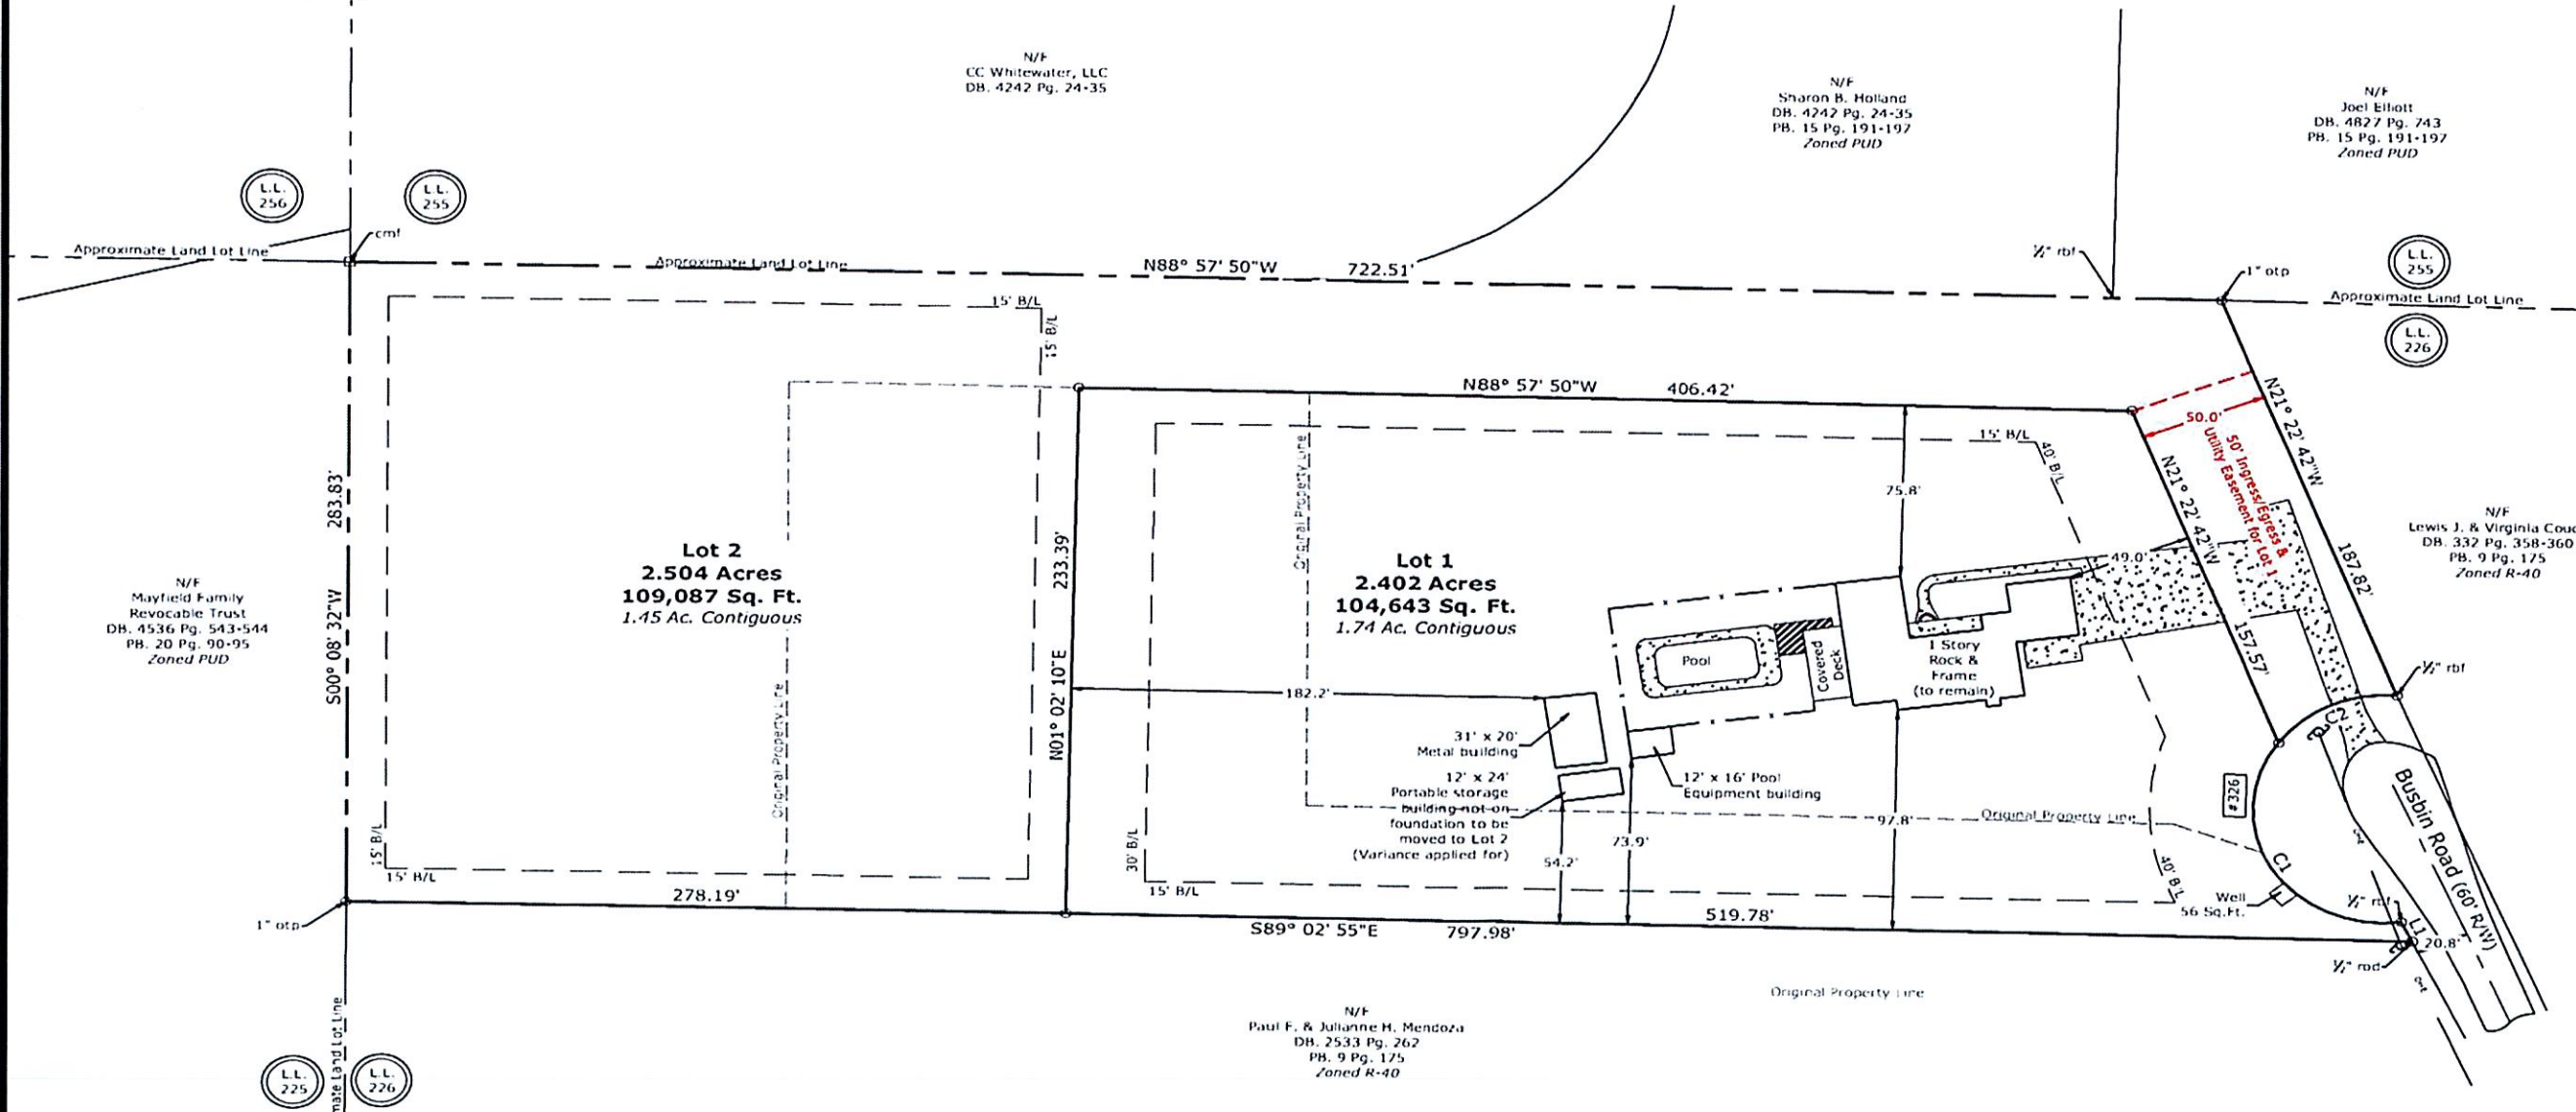 N/F
CC Whitewater, LLC
DB. 4242 Pg. 24-35
N/F
Sharon B. Holland
DB. 4242 Pg. 24-35
PB. 15 Pg. 191-197
Zoned PUD
N/F
Joel Elliott
DB. 4827 Pg. 743
PB. 15 Pg. 191-197
Zoned PUD
L.L.
256
L.L.
255
cmf
Approximate Land Lot Line
Approximate Land Lot Line
N88° 57' 50"W 722.51'
½" rbf
1" otp
L.L.
255
Approximate Land Lot Line
L.L.
226
15' B/L
15' B/L
N88° 57' 50"W 406.42'
15' B/L
40' B/L
50.0'
50' Ingress/Egress &
Utility Easement for Lot 1
N21° 22' 42"W
187.82'
N21° 22' 42"W
157.57'
Original Property Line
75.8'
49.0'
S00° 08' 32"W 283.83'
Lot 2
2.504 Acres
109,087 Sq. Ft.
1.45 Ac. Contiguous
N01° 02' 10"E 233.39'
Lot 1
2.402 Acres
104,643 Sq. Ft.
1.74 Ac. Contiguous
N/F
Mayfield Family
Revocable Trust
DB. 4536 Pg. 543-544
PB. 20 Pg. 90-95
Zoned PUD
N/F
Lewis J. & Virginia Couc
DB. 332 Pg. 358-360
PB. 9 Pg. 175
Zoned R-40
Pool
Covered
Deck
1 Story
Rock &
Frame
(to remain)
½" rbf
182.2'
Original Property Line
31' x 20'
Metal building
12' x 24'
Portable storage
building not on
foundation to be
moved to Lot 2
(Variance applied for)
12' x 16' Pool
Equipment building
C2
#326
Busbin Road (60' R/W)
Original Property Line
97.8'
73.9'
54.2'
15' B/L
15' B/L
30' B/L
15' B/L
40' B/L
C1
Well
56 Sq.Ft.
½" rbf
L1
20.8'
½" rod
278.19'
1" otp
519.78'
S89° 02' 55"E 797.98'
Original Property Line
N/F
Paul F. & Julianne H. Mendoza
DB. 2533 Pg. 262
PB. 9 Pg. 175
Zoned R-40
L.L.
225
L.L.
226
mate Land Lot Line